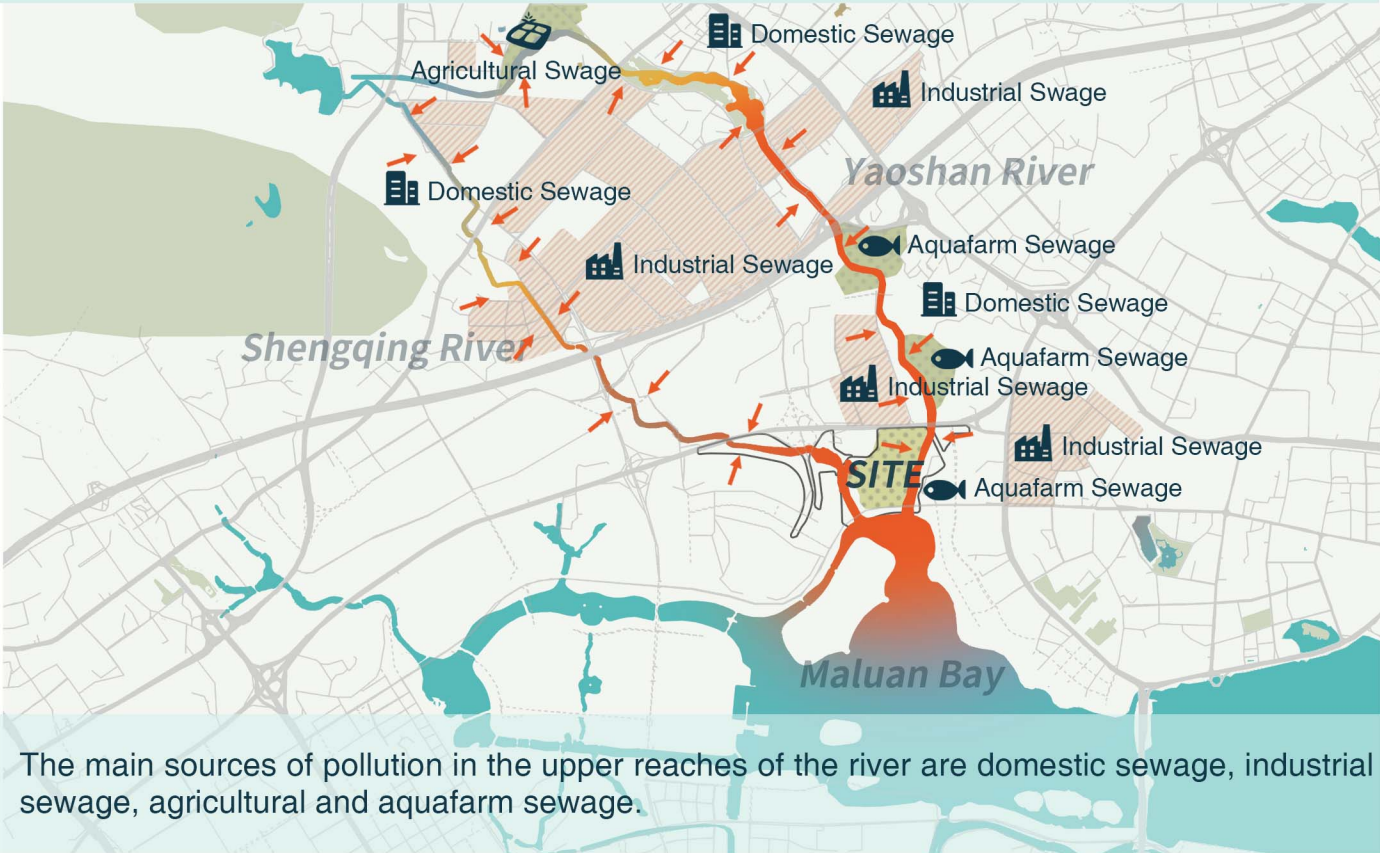 Domestic Sewage
Agricultural Swage
Industrial Swage
Yaoshan River
Domestic Sewage
Aquafarm Sewage
Industrial Sewage
Domestic Sewage
Shengqing River
Aquafarm Sewage
Industrial Sewage
Industrial Sewage
SITE
Aquafarm Sewage
Maluan Bay
The main sources of pollution in the upper reaches of the river are domestic sewage, industrial
sewage, agricultural and aquafarm sewage.